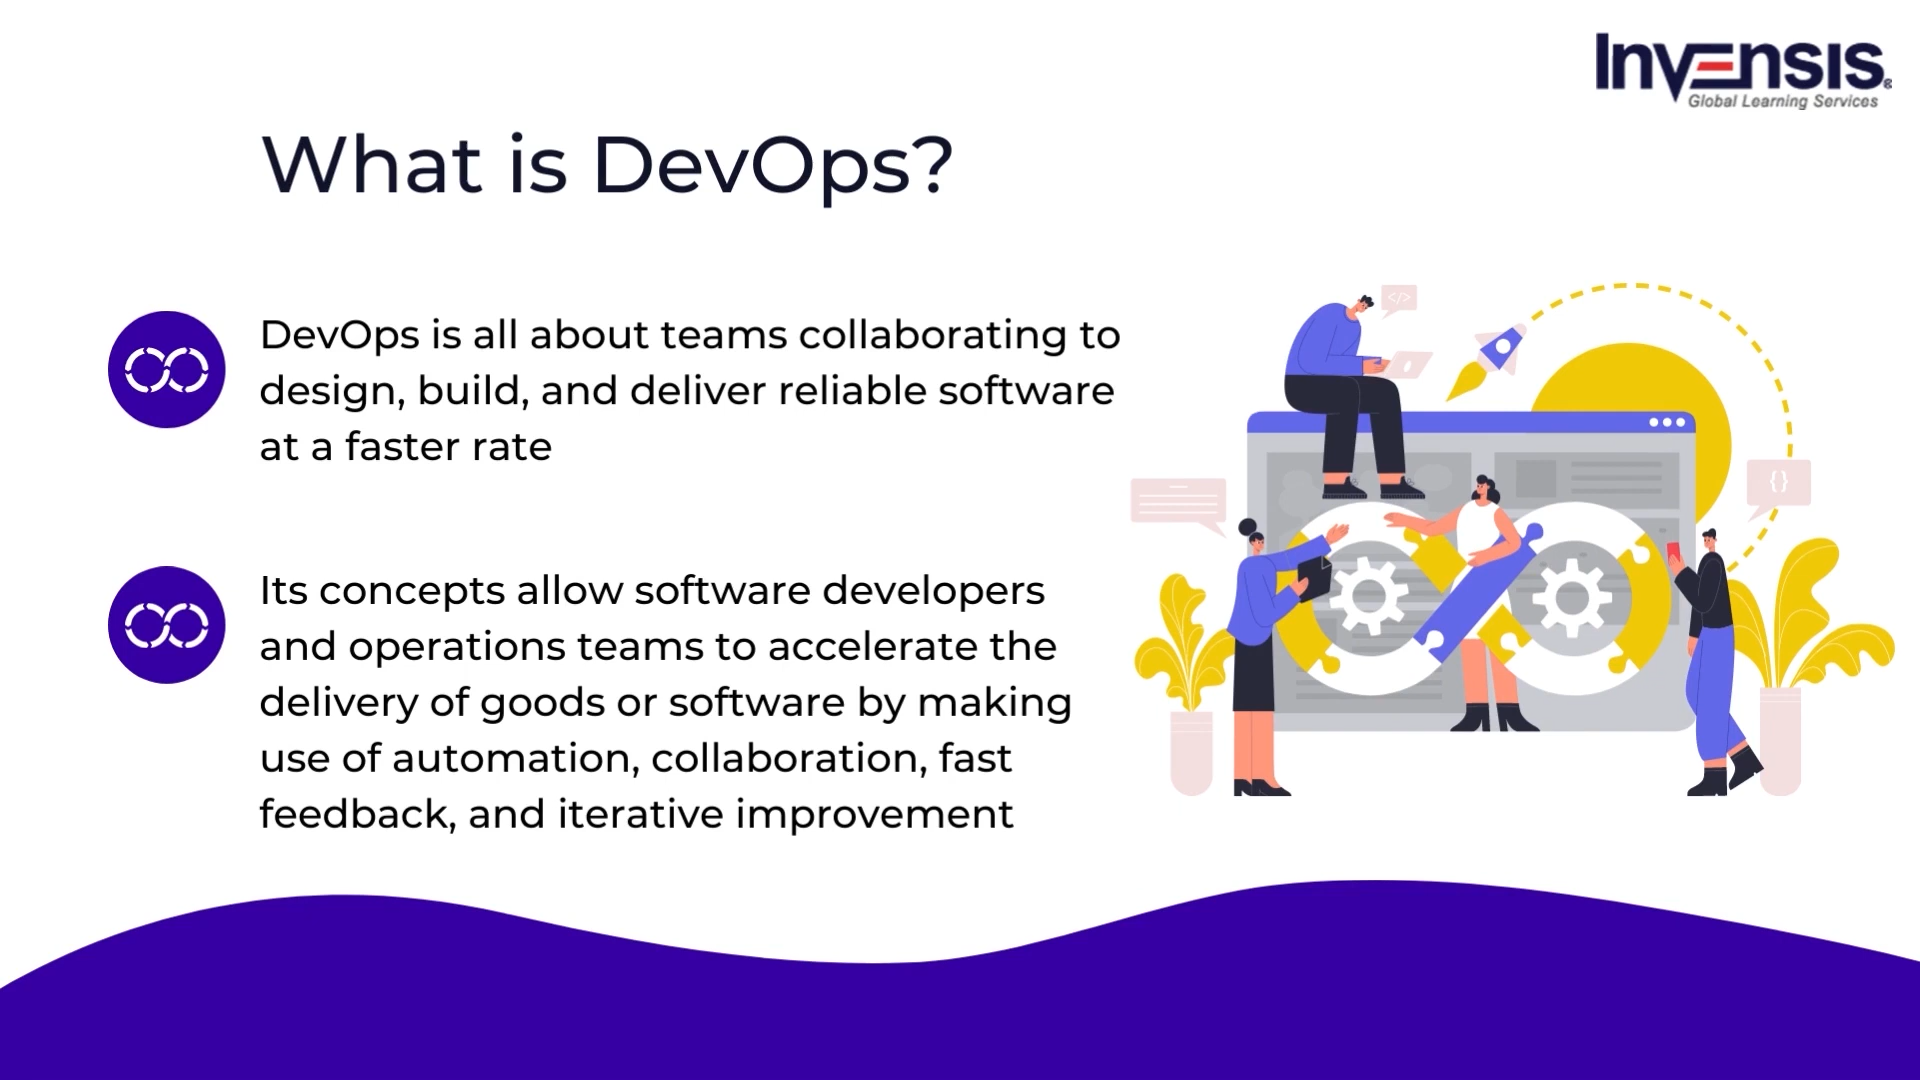 Invensis®
Global Learning Services
What is DevOps?
DevOps is all about teams collaborating to
design, build, and deliver reliable software
at a faster rate
</>
{}
Its concepts allow software developers
and operations teams to accelerate the
delivery of goods or software by making
use of automation, collaboration, fast
feedback, and iterative improvement